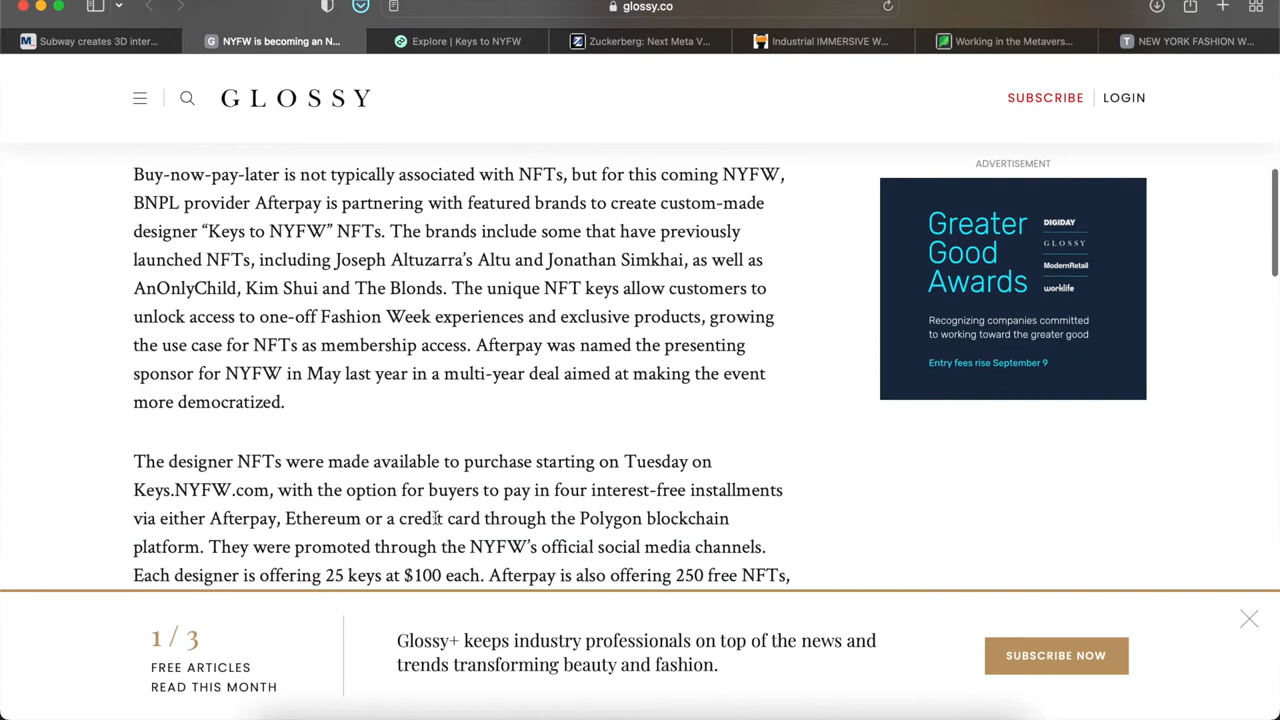 glossy.co
Subway creates 3D inter...
NYFW is becoming an N...
Explore | Keys to NYFW
Zuckerberg: Next Meta V...
Industrial IMMERSIVE W...
Working in the Metavers...
NEW YORK FASHION W...
GLOSSY
SUBSCRIBE
LOGIN
Buy-now-pay-later is not typically associated with NFTs, but for this coming NYFW,
BNPL provider Afterpay is partnering with featured brands to create custom-made
designer “Keys to NYFW” NFTs. The brands include some that have previously
launched NFTs, including Joseph Altuzarra’s Altu and Jonathan Simkhai, as well as
AnOnlyChild, Kim Shui and The Blonds. The unique NFT keys allow customers to
unlock access to one-off Fashion Week experiences and exclusive products, growing
the use case for NFTs as membership access. Afterpay was named the presenting
sponsor for NYFW in May last year in a multi-year deal aimed at making the event
more democratized.
The designer NFTs were made available to purchase starting on Tuesday on
Keys.NYFW.com, with the option for buyers to pay in four interest-free installments
via either Afterpay, Ethereum or a credit card through the Polygon blockchain
platform. They were promoted through the NYFW’s official social media channels.
Each designer is offering 25 keys at $100 each. Afterpay is also offering 250 free NFTs,
ADVERTISEMENT
Greater
Good
Awards
DIGIDAY
GLOSSY
ModernRetail
worklife
Recognizing companies committed
to working toward the greater good
Entry fees rise September 9
1 / 3
FREE ARTICLES
READ THIS MONTH
Glossy+ keeps industry professionals on top of the news and
trends transforming beauty and fashion.
SUBSCRIBE NOW